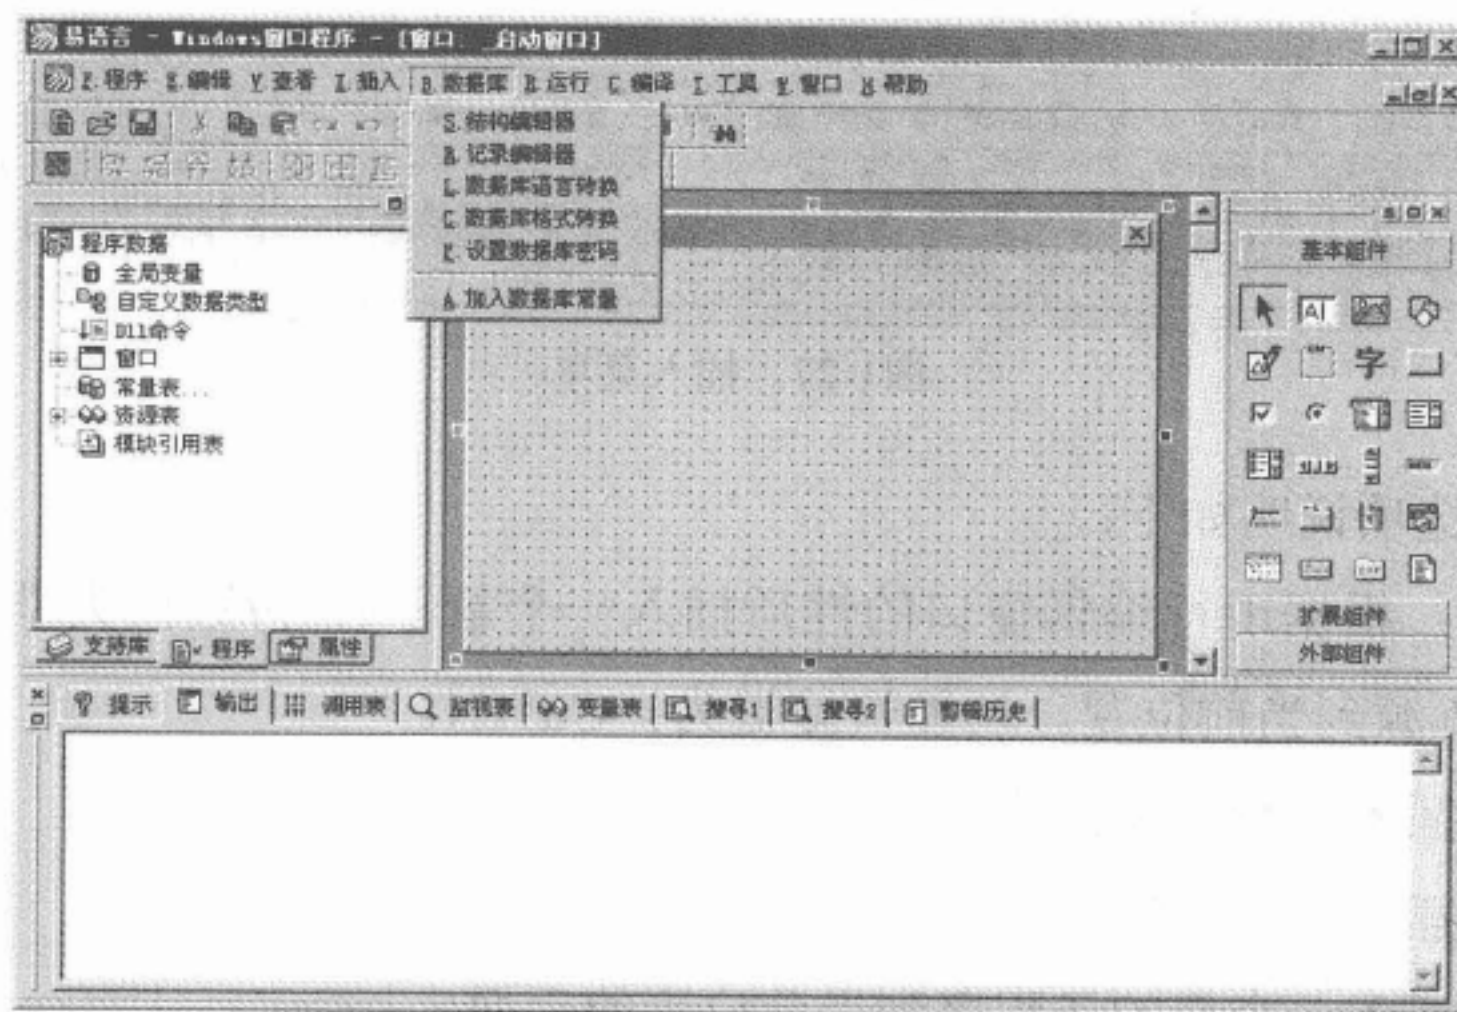 易语言 - Windows窗口程序 - [窗口: _启动窗口]
F.程序 E.编辑 V.查看 I.插入 B.数据库 R.运行 C.编译 T.工具 W.窗口 H.帮助
S.结构编辑器
R.记录编辑器
L.数据库语言转换
C.数据库格式转换
P.设置数据库密码
A.加入数据库常量
程序数据
全局变量
自定义数据类型
Dll命令
窗口
常量表...
资源表
模块引用表
支持库 程序 属性
基本组件
字
扩展组件
外部组件
提示 输出 调用表 监视表 变量表 搜寻1 搜寻2 剪辑历史